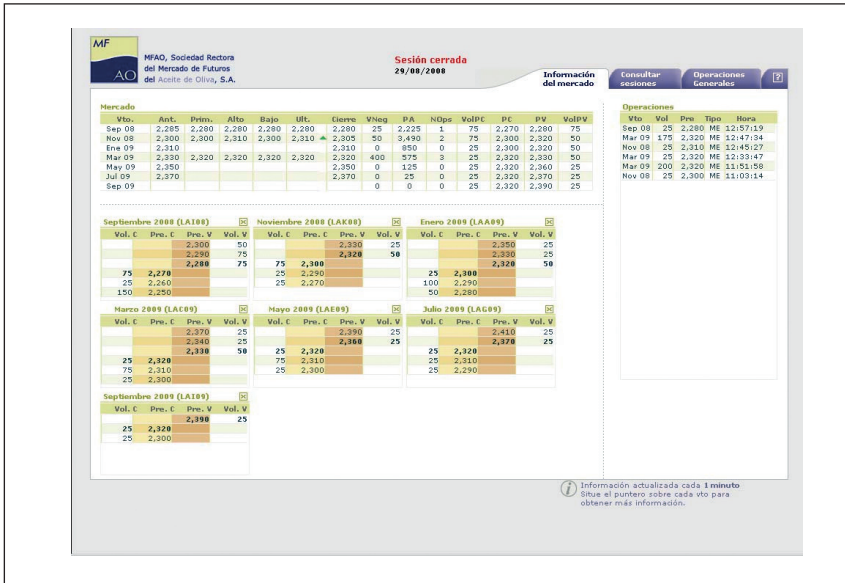 MF
AO
MFAO, Sociedad Rectora
del Mercado de Futuros
del Aceite de Oliva, S.A.
Sesión cerrada
29/08/2008
Información del mercado
Consultar sesiones
Operaciones Generales
?
Mercado
Vto. Ant. Prim. Alto Bajo Ult. Cierre VNeg PA NOps VolPC PC PV VolPV
Sep 08 2,285 2,280 2,280 2,280 2,280 2,280 25 2,225 1 75 2,270 2,280 75
Nov 08 2,300 2,300 2,310 2,300 2,310 2,305 50 3,490 2 75 2,300 2,320 50
Ene 09 2,310 2,310 0 850 0 25 2,300 2,320 50
Mar 09 2,330 2,320 2,320 2,320 2,320 2,320 400 575 3 25 2,320 2,330 50
May 09 2,350 2,350 0 125 0 25 2,320 2,360 25
Jul 09 2,370 2,370 0 25 0 25 2,320 2,370 25
Sep 09 0 0 0 25 2,320 2,390 25
Operaciones
Vto Vol Pre Tipo Hora
Sep 08 25 2,280 ME 12:57:19
Mar 09 175 2,320 ME 12:47:34
Nov 08 25 2,310 ME 12:45:27
Mar 09 25 2,320 ME 12:33:47
Mar 09 200 2,320 ME 11:51:58
Nov 08 25 2,300 ME 11:03:14
Septiembre 2008 (LAI08)
Vol. C Pre. C Pre. V Vol. V
2,300 50
2,290 75
2,280 75
75 2,270
25 2,260
150 2,250
Noviembre 2008 (LAK08)
Vol. C Pre. C Pre. V Vol. V
2,330 25
2,320 50
75 2,300
25 2,290
25 2,270
Enero 2009 (LAA09)
Vol. C Pre. C Pre. V Vol. V
2,350 25
2,330 25
2,320 50
25 2,300
100 2,290
50 2,280
Marzo 2009 (LAC09)
Vol. C Pre. C Pre. V Vol. V
2,370 25
2,340 25
2,330 50
25 2,320
75 2,310
25 2,300
Mayo 2009 (LAE09)
Vol. C Pre. C Pre. V Vol. V
2,390 25
2,360 25
25 2,320
75 2,310
25 2,300
Julio 2009 (LAG09)
Vol. C Pre. C Pre. V Vol. V
2,410 25
2,370 25
25 2,320
25 2,310
25 2,290
Septiembre 2009 (LAI09)
Vol. C Pre. C Pre. V Vol. V
2,390 25
25 2,320
25 2,300
i
Información actualizada cada 1 minuto
Situe el puntero sobre cada vto para
obtener más información.